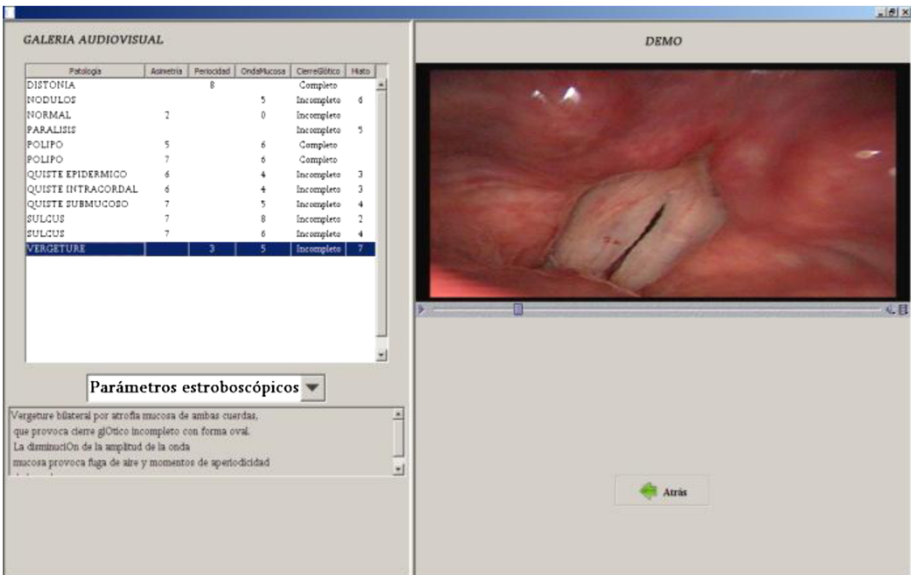 GALERIA AUDIOVISUAL
DEMO
Patología Asimetría Periocidad OndaMucosa CierreGlótico Hiato
DISTONIA 8 Completo
NODULOS 5 Incompleto 6
NORMAL 2 0 Incompleto
PARALISIS Incompleto 5
POLIPO 5 6 Completo
POLIPO 7 6 Completo
QUISTE EPIDERMICO 6 4 Incompleto 3
QUISTE INTRACORDAL 6 4 Incompleto 3
QUISTE SUBMUCOSO 7 5 Incompleto 4
SULCUS 7 8 Incompleto 2
SULCUS 7 6 Incompleto 4
VERGETURE 3 5 Incompleto 7
Parámetros estroboscópicos
Vergeture bilateral por atrofia mucosa de ambas cuerdas,
que provoca cierre glOtico incompleto con forma oval.
La disminuciOn de la amplitud de la onda
mucosa provoca fuga de aire y momentos de aperiodicidad
Atrás